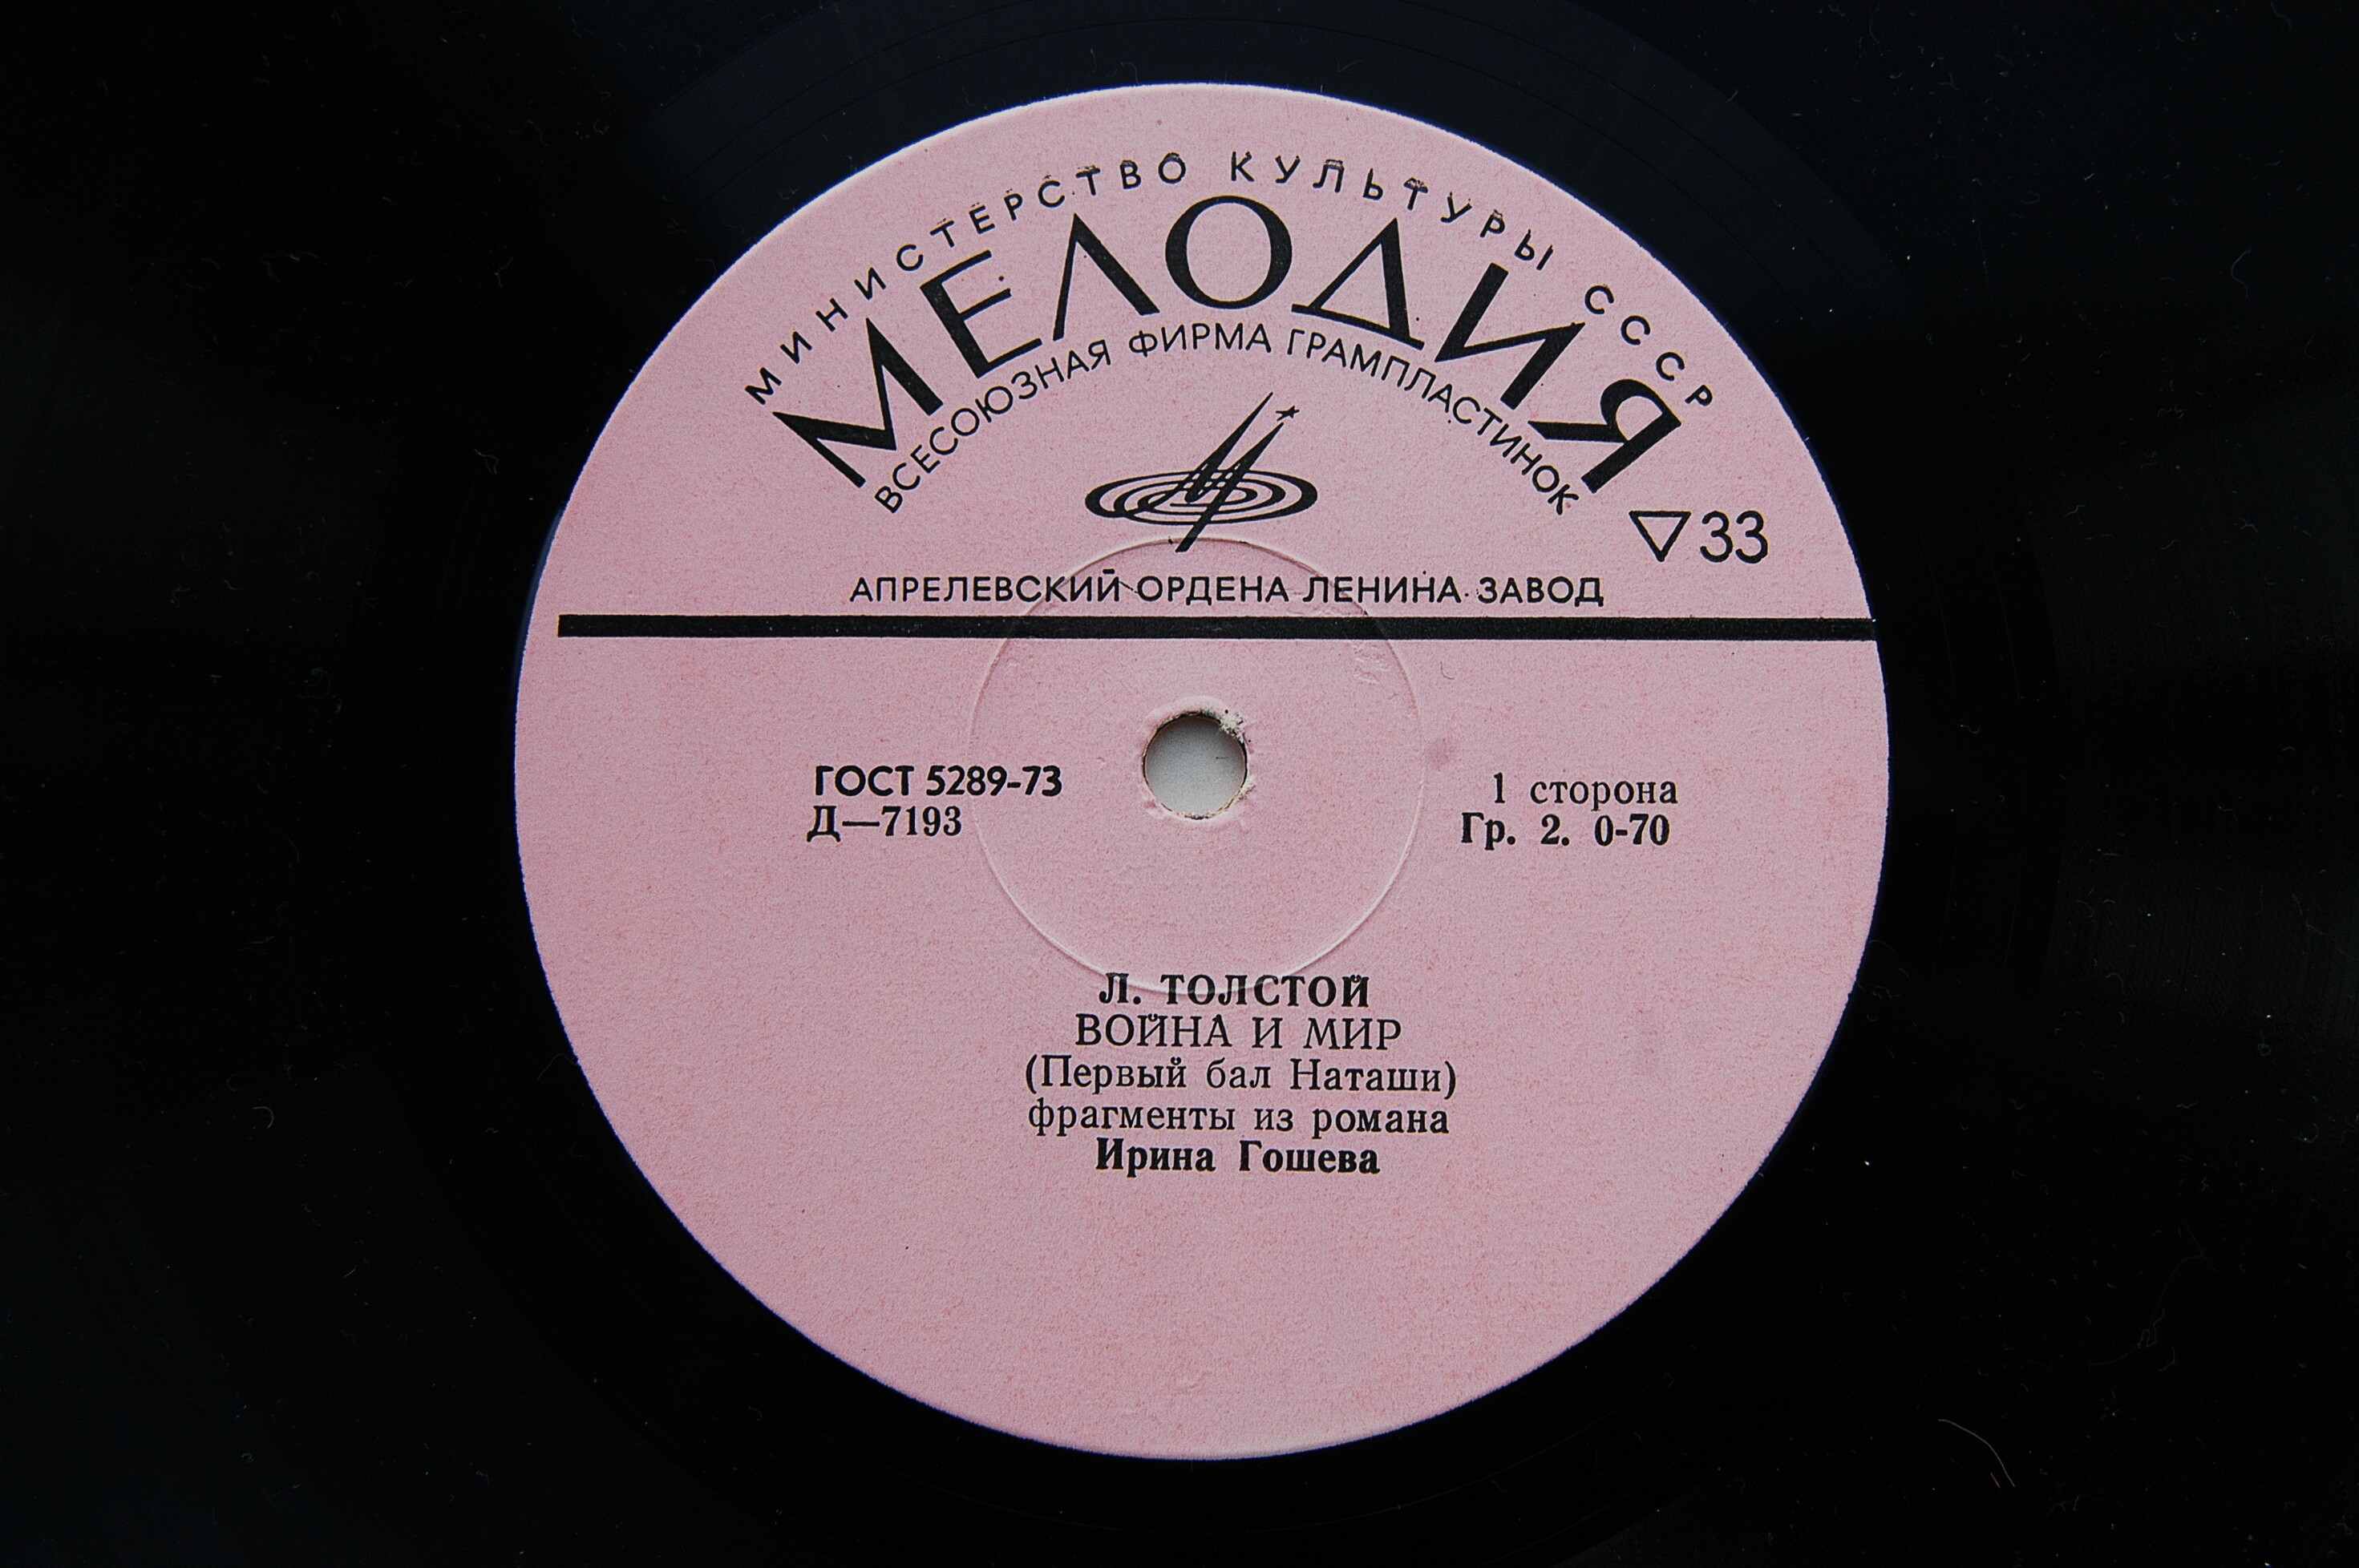 МИНИСТЕРСТВО КУЛЬТУРЫ СССР
МЕЛОДИЯ
ВСЕСОЮЗНАЯ ФИРМА ГРАМПЛАСТИНОК
▽33
АПРЕЛЕВСКИЙ ОРДЕНА ЛЕНИНА ЗАВОД
ГОСТ 5289-73
Д—7193
1 сторона
Гр. 2. 0-70
Л. ТОЛСТОЙ
ВОЙНА И МИР
(Первый бал Наташи)
фрагменты из романа
Ирина Гошева